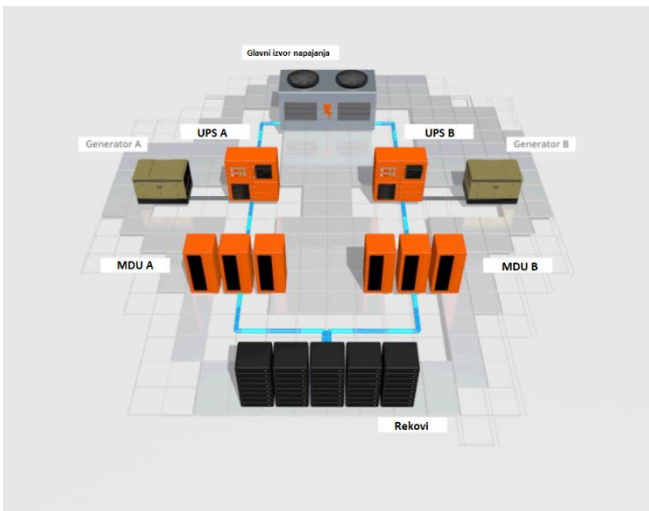 Glavni izvor napajanja
UPS A
UPS B
Generator A
Generator B
MDU A
MDU B
Rekovi